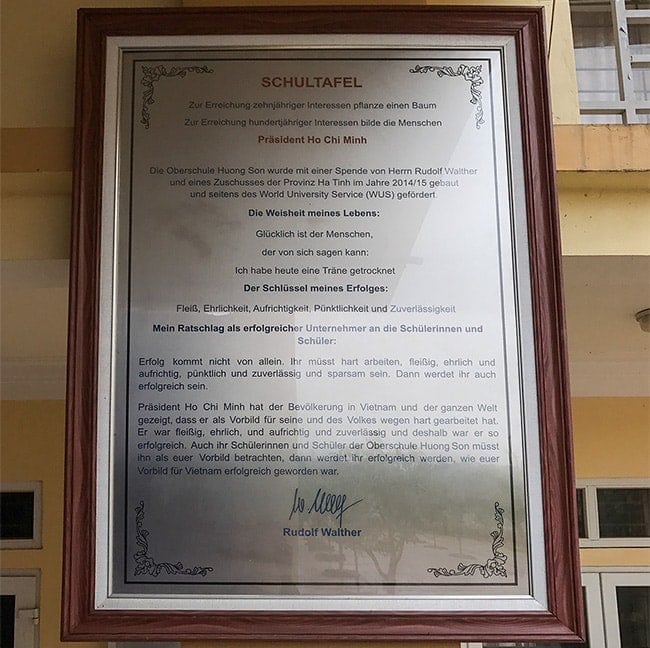 SCHULTAFEL
Zur Erreichung zehnjähriger Interessen pflanze einen Baum
Zur Erreichung hundertjähriger Interessen bilde die Menschen
Präsident Ho Chi Minh
Die Oberschule Huong Son wurde mit einer Spende von Herrn Rudolf Walther
und eines Zuschusses der Provinz Ha Tinh im Jahre 2014/15 gebaut
und seitens des World University Service (WUS) gefördert.
Die Weisheit meines Lebens:
Glücklich ist der Menschen,
der von sich sagen kann:
Ich habe heute eine Träne getrocknet
Der Schlüssel meines Erfolges:
Fleiß, Ehrlichkeit, Aufrichtigkeit, Pünktlichkeit und Zuverlässigkeit
Mein Ratschlag als erfolgreicher Unternehmer an die Schülerinnen und
Schüler:
Erfolg kommt nicht von allein. Ihr müsst hart arbeiten, fleißig, ehrlich und
aufrichtig, pünktlich und zuverlässig und sparsam sein. Dann werdet ihr auch
erfolgreich sein.
Präsident Ho Chi Minh hat der Bevölkerung in Vietnam und der ganzen Welt
gezeigt, dass er als Vorbild für seine und des Volkes wegen hart gearbeitet hat.
Er war fleißig, ehrlich, und aufrichtig und zuverlässig und deshalb war er so
erfolgreich. Auch ihr Schülerinnen und Schüler der Oberschule Huong Son müsst
ihn als euer Vorbild betrachten, dann werdet ihr erfolgreich werden, wie euer
Vorbild für Vietnam erfolgreich geworden war.
Rudolf Walther